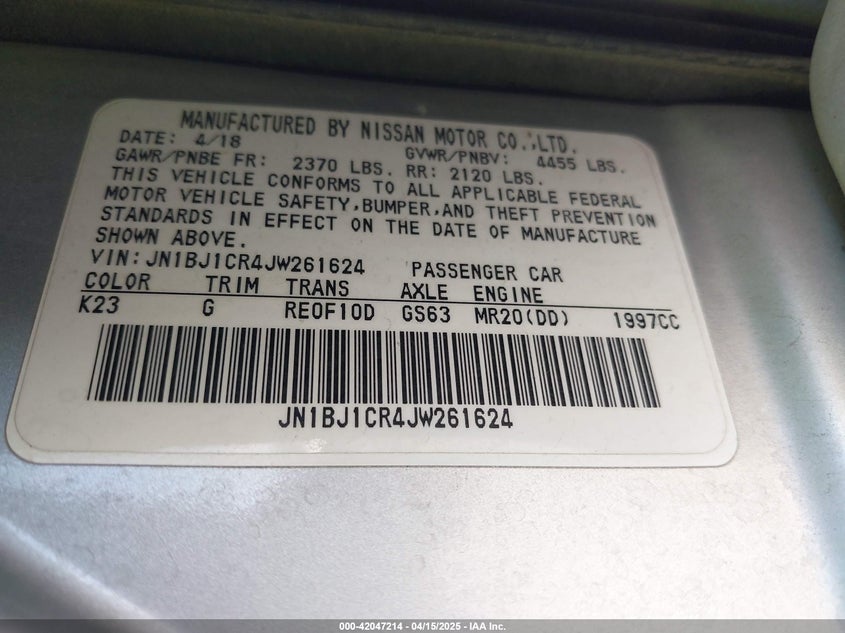 MANUFACTURED BY NISSAN MOTOR CO.,LTD.
DATE: 4/18 GVWR/PNBV: 4455 LBS.
GAWR/PNBE FR: 2370 LBS. RR: 2120 LBS.
THIS VEHICLE CONFORMS TO ALL APPLICABLE FEDERAL
MOTOR VEHICLE SAFETY,BUMPER,AND THEFT PREVENTION
STANDARDS IN EFFECT ON THE DATE OF MANUFACTURE
SHOWN ABOVE.
VIN:JN1BJ1CR4JW261624 PASSENGER CAR
COLOR TRIM TRANS AXLE ENGINE
K23 G RE0F10D GS63 MR20(DD) 1997CC
JN1BJ1CR4JW261624
000-42047214 - 04/15/2025 - IAA Inc.